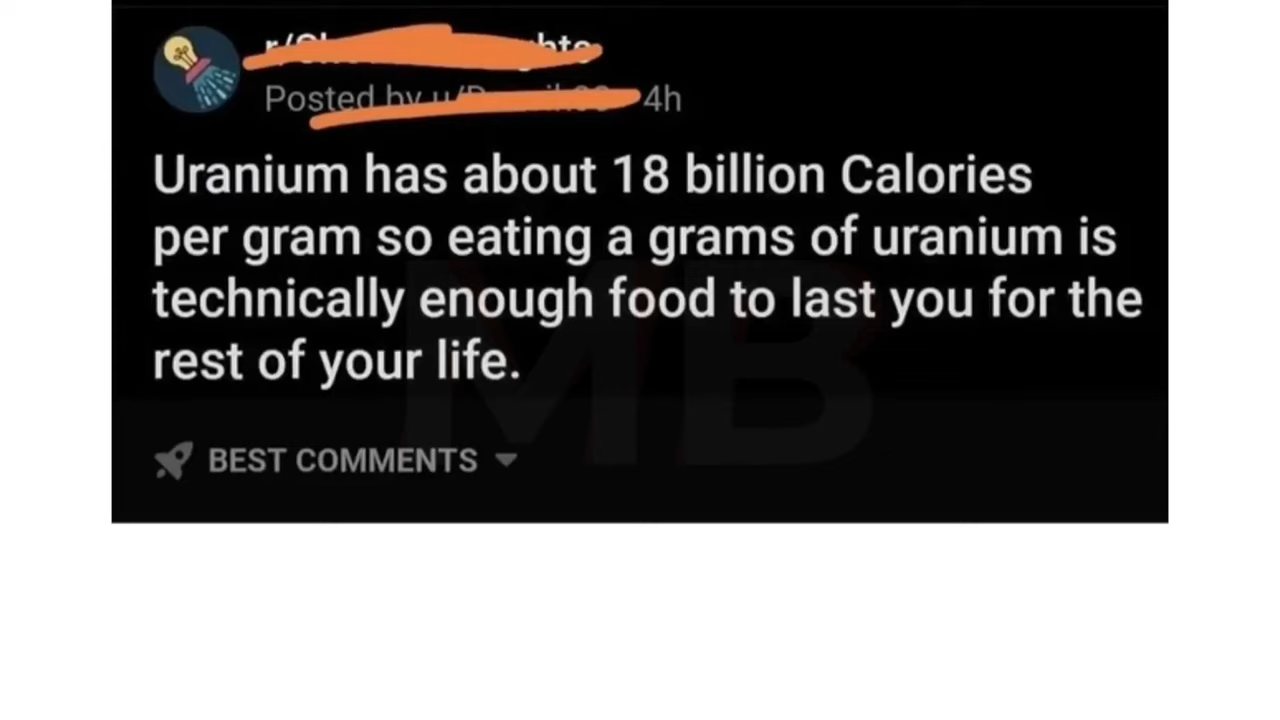 Posted by 4h
Uranium has about 18 billion Calories
per gram so eating a grams of uranium is
technically enough food to last you for the
rest of your life.
MB
BEST COMMENTS